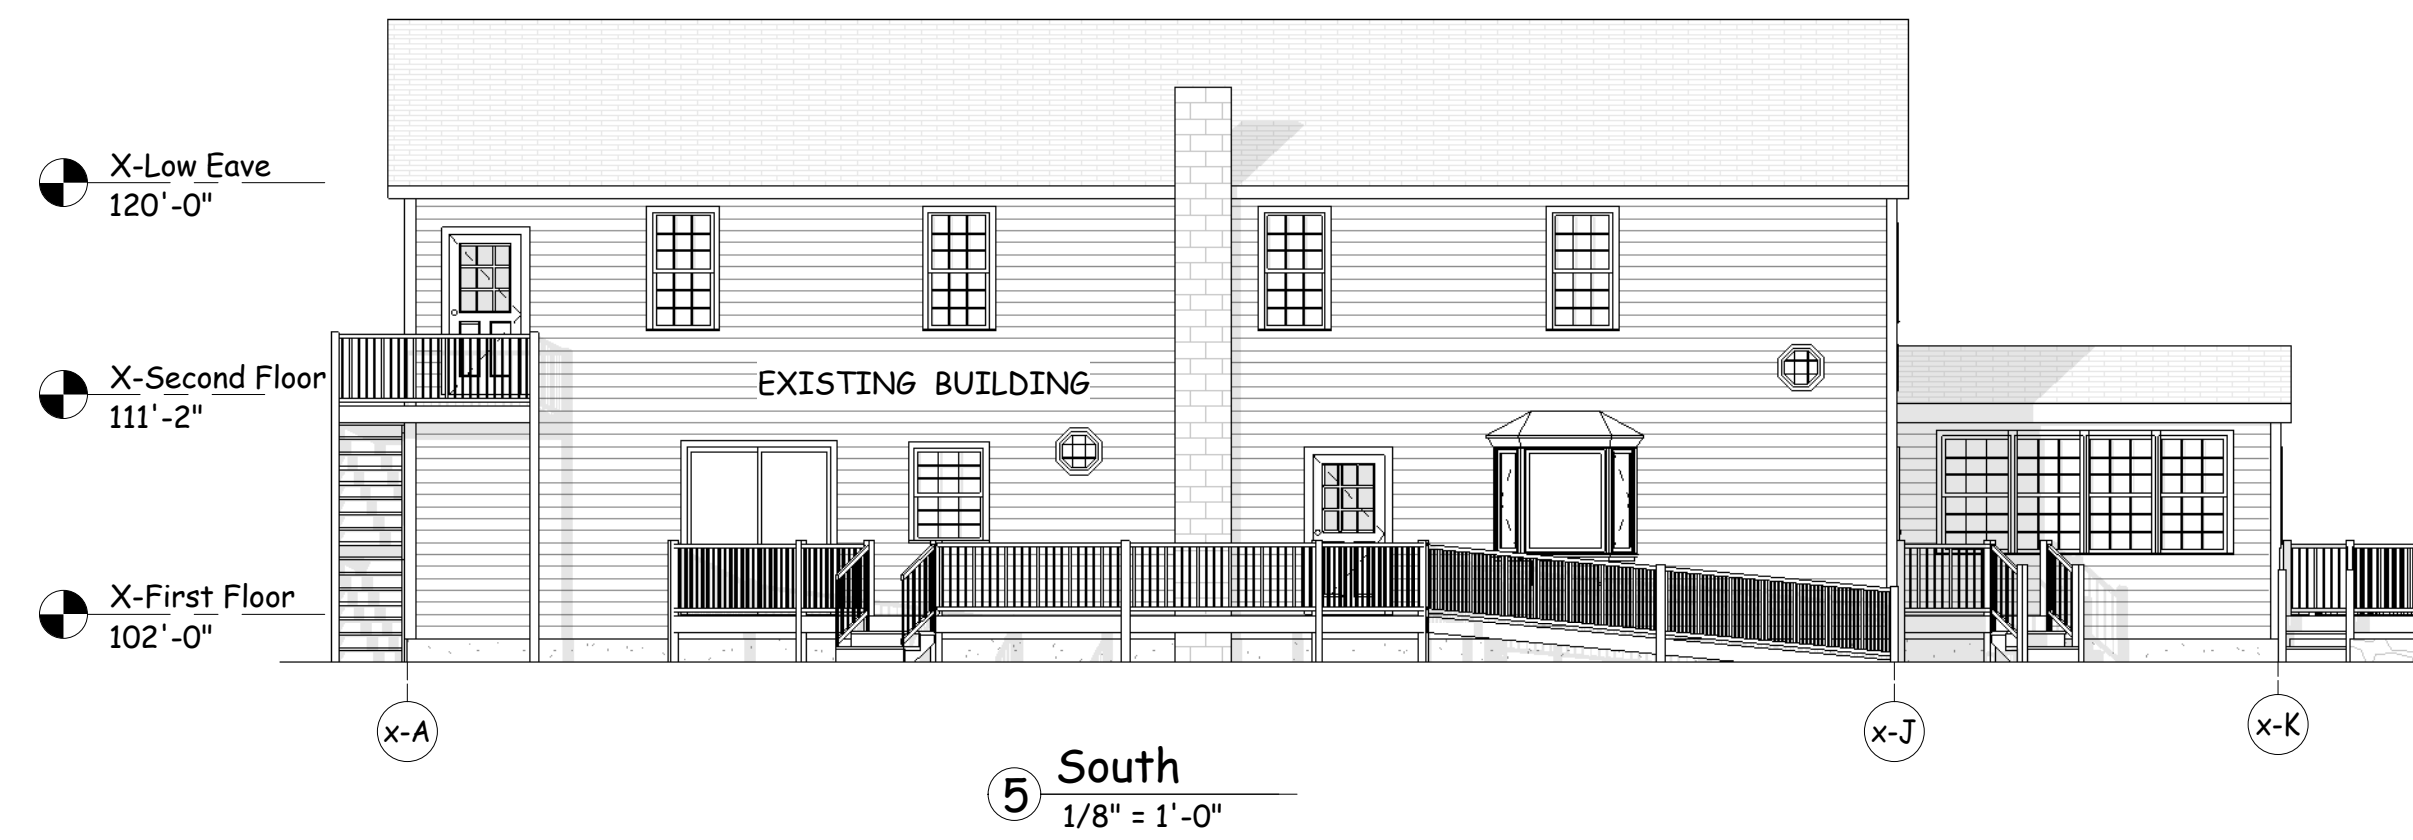 X-Low Eave
120'-0"
EXISTING BUILDING
X-Second Floor
111'-2"
X-First Floor
102'-0"
x-A
x-J
x-K
5
South
1/8" = 1'-0"